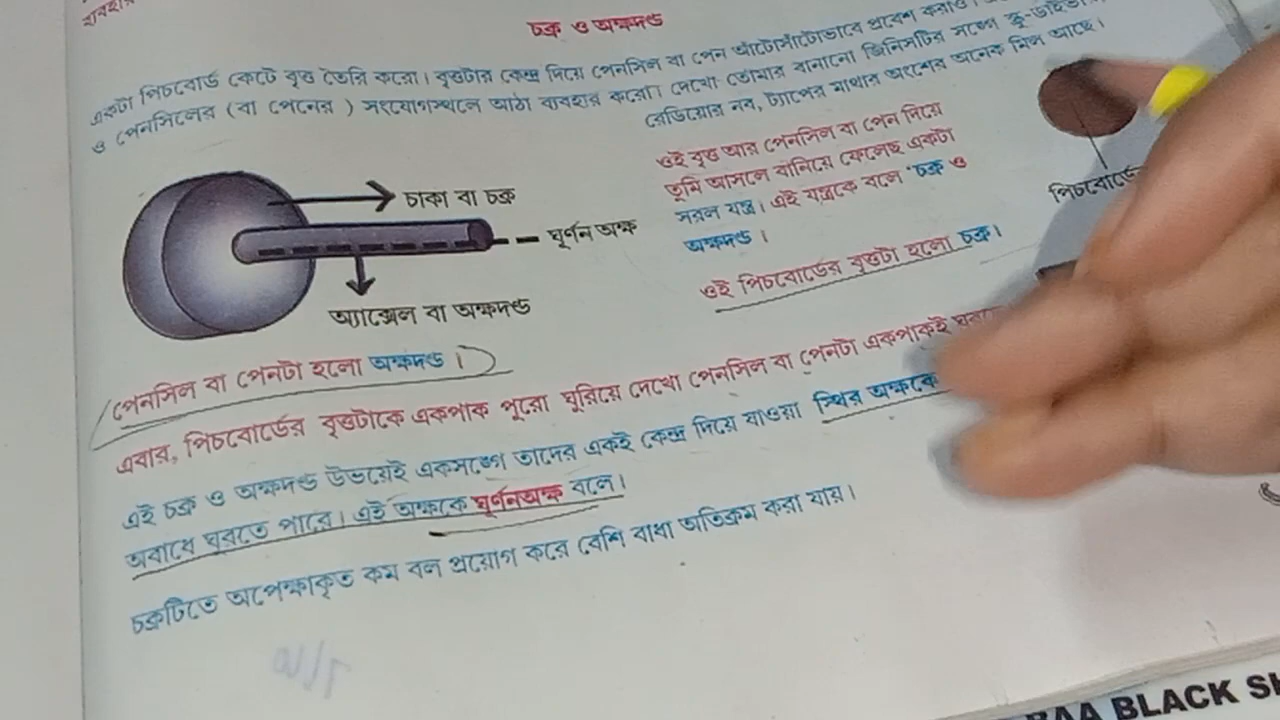 ব্যবহার
চক্র ও অক্ষদণ্ড
একটা পিচবোর্ড কেটে বৃত্ত তৈরি করো। বৃত্তটার কেন্দ্র দিয়ে পেনসিল বা পেন আঁটোসাঁটোভাবে প্রবেশ করাও।
ও পেনসিলের (বা পেনের ) সংযোগস্থলে আঠা ব্যবহার করো। দেখো তোমার বানানো জিনিসটির সঙ্গে স্ক্রু-ড্রাইভার,
রেডিয়োর নব, ট্যাপের মাথার অংশের অনেক মিল আছে।
ওই বৃত্ত আর পেনসিল বা পেন দিয়ে
তুমি আসলে বানিয়ে ফেলেছ একটা
সরল যন্ত্র। এই যন্ত্রকে বলে 'চক্র ও
অক্ষদণ্ড।
চাকা বা চক্র
ঘূর্ণন অক্ষ
অ্যাক্সেল বা অক্ষদণ্ড
পিচবোর্ডে
ওই পিচবোর্ডের বৃত্তটা হলো চক্র।
পেনসিল বা পেনটা হলো অক্ষদণ্ড।
এবার, পিচবোর্ডের বৃত্তটাকে একপাক পুরো ঘুরিয়ে দেখো পেনসিল বা পেনটা একপাকই
এই চক্র ও অক্ষদণ্ড উভয়েই একসঙ্গে তাদের একই কেন্দ্র দিয়ে যাওয়া স্থির অক্ষকে
অবাধে ঘুরতে পারে। এই অক্ষকে ঘূর্ণনঅক্ষ বলে।
চক্রটিতে অপেক্ষাকৃত কম বল প্রয়োগ করে বেশি বাধা অতিক্রম করা যায়।
BLACK